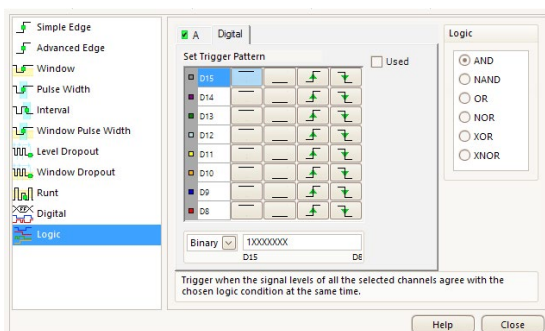 Simple Edge
Advanced Edge
Window
Pulse Width
Interval
Window Pulse Width
Level Dropout
Window Dropout
Runt
Digital
Logic
A Digital
Set Trigger Pattern
Used
D15
D14
D13
D12
D11
D10
D9
D8
Binary 1XXXXXXX
D15 D8
Logic
AND
NAND
OR
NOR
XOR
XNOR
Trigger when the signal levels of all the selected channels agree with the
chosen logic condition at the same time.
Help Close